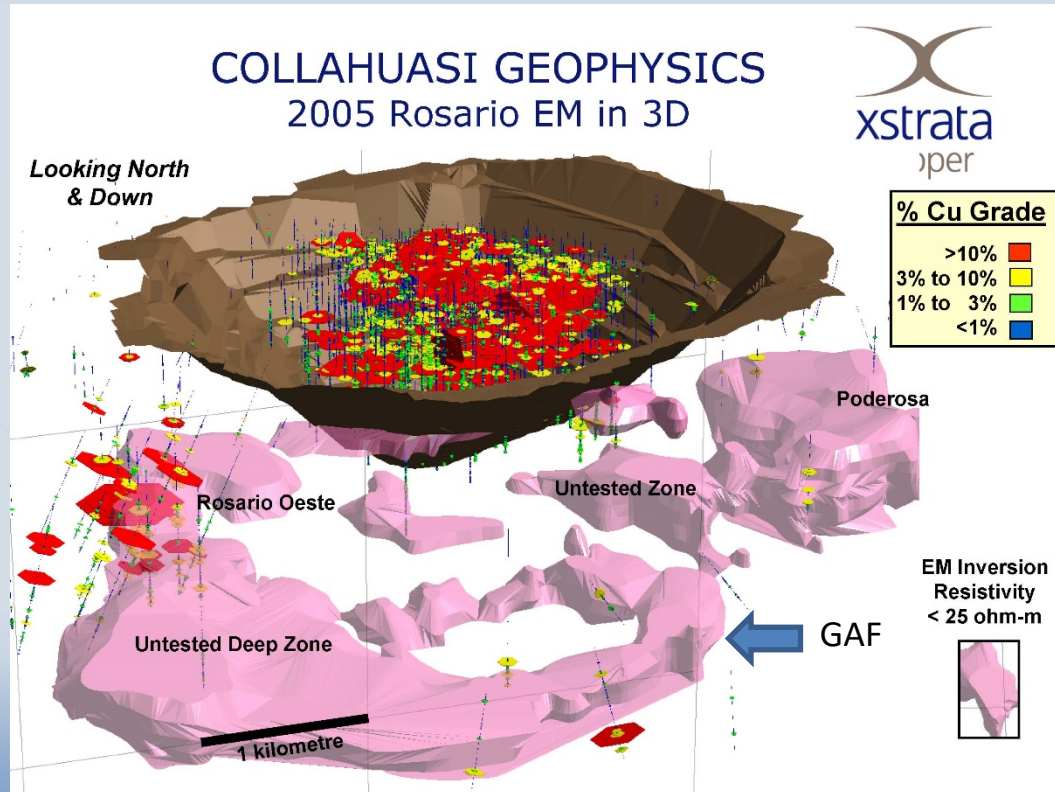 COLLAHUASI GEOPHYSICS
2005 Rosario EM in 3D
xstrata
opper
Looking North
& Down
% Cu Grade
>10%
3% to 10%
1% to 3%
<1%
Poderosa
Rosario Oeste
Untested Zone
EM Inversion
Resistivity
< 25 ohm-m
Untested Deep Zone
GAF
1 kilometre